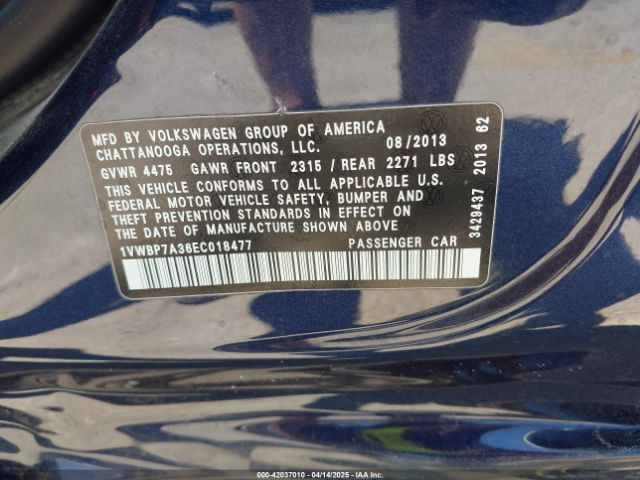 MFD BY VOLKSWAGEN GROUP OF AMERICA
CHATTANOOGA OPERATIONS, LLC. 08/2013
GVWR 4475 GAWR FRONT 2315 / REAR 2271 LBS
THIS VEHICLE CONFORMS TO ALL APPLICABLE U.S.
FEDERAL MOTOR VEHICLE SAFETY, BUMPER AND
THEFT PREVENTION STANDARDS IN EFFECT ON
THE DATE OF MANUFACTURE SHOWN ABOVE
1VWBP7A36EC018477 PASSENGER CAR
3429437 2013 62
000-42037010 - 04/14/2025 - IAA Inc.